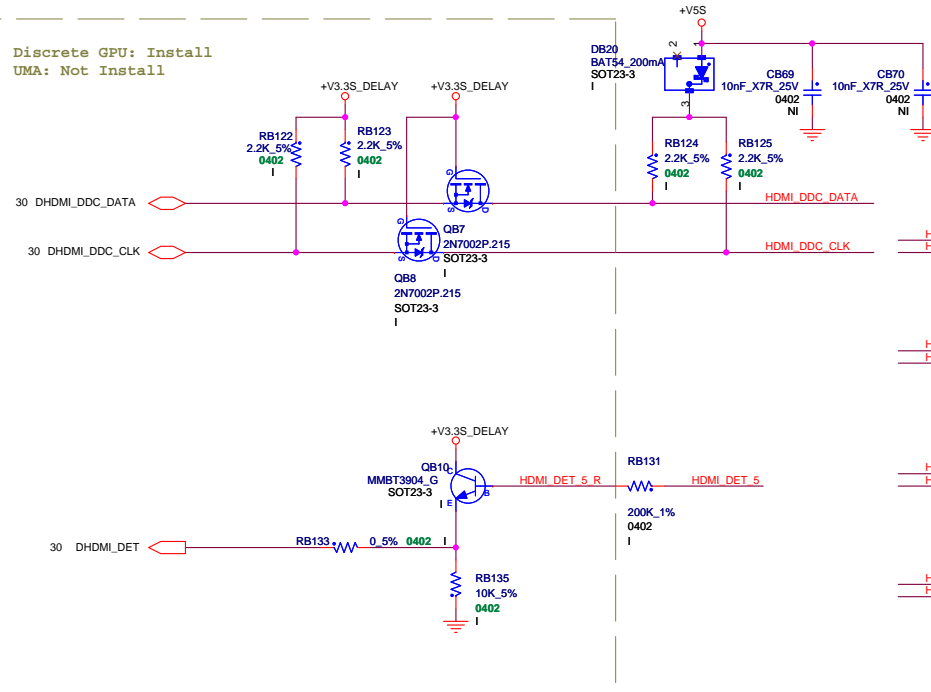 +V5S
Discrete GPU: Install
UMA: Not Install
DB20
BAT54_200mA
SOT23-3
I
2
1
3
CB69
10nF_X7R_25V
0402
NI
CB70
10nF_X7R_25V
0402
NI
+V3.3S_DELAY
+V3.3S_DELAY
RB122
2.2K_5%
0402
I
RB123
2.2K_5%
0402
I
RB124
2.2K_5%
0402
I
RB125
2.2K_5%
0402
I
G
S
D
30 DHDMI_DDC_DATA
HDMI_DDC_DATA
QB7
2N7002P.215
SOT23-3
I
G
S
D
30 DHDMI_DDC_CLK
HDMI_DDC_CLK
QB8
2N7002P.215
SOT23-3
I
H
H
H
H
+V3.3S_DELAY
QB10
MMBT3904_G
SOT23-3
I
C
B
E
HDMI_DET_5_R
RB131
200K_1%
0402
I
HDMI_DET_5
H
H
30 DHDMI_DET
RB133
0_5%
0402
I
RB135
10K_5%
0402
I
H
H